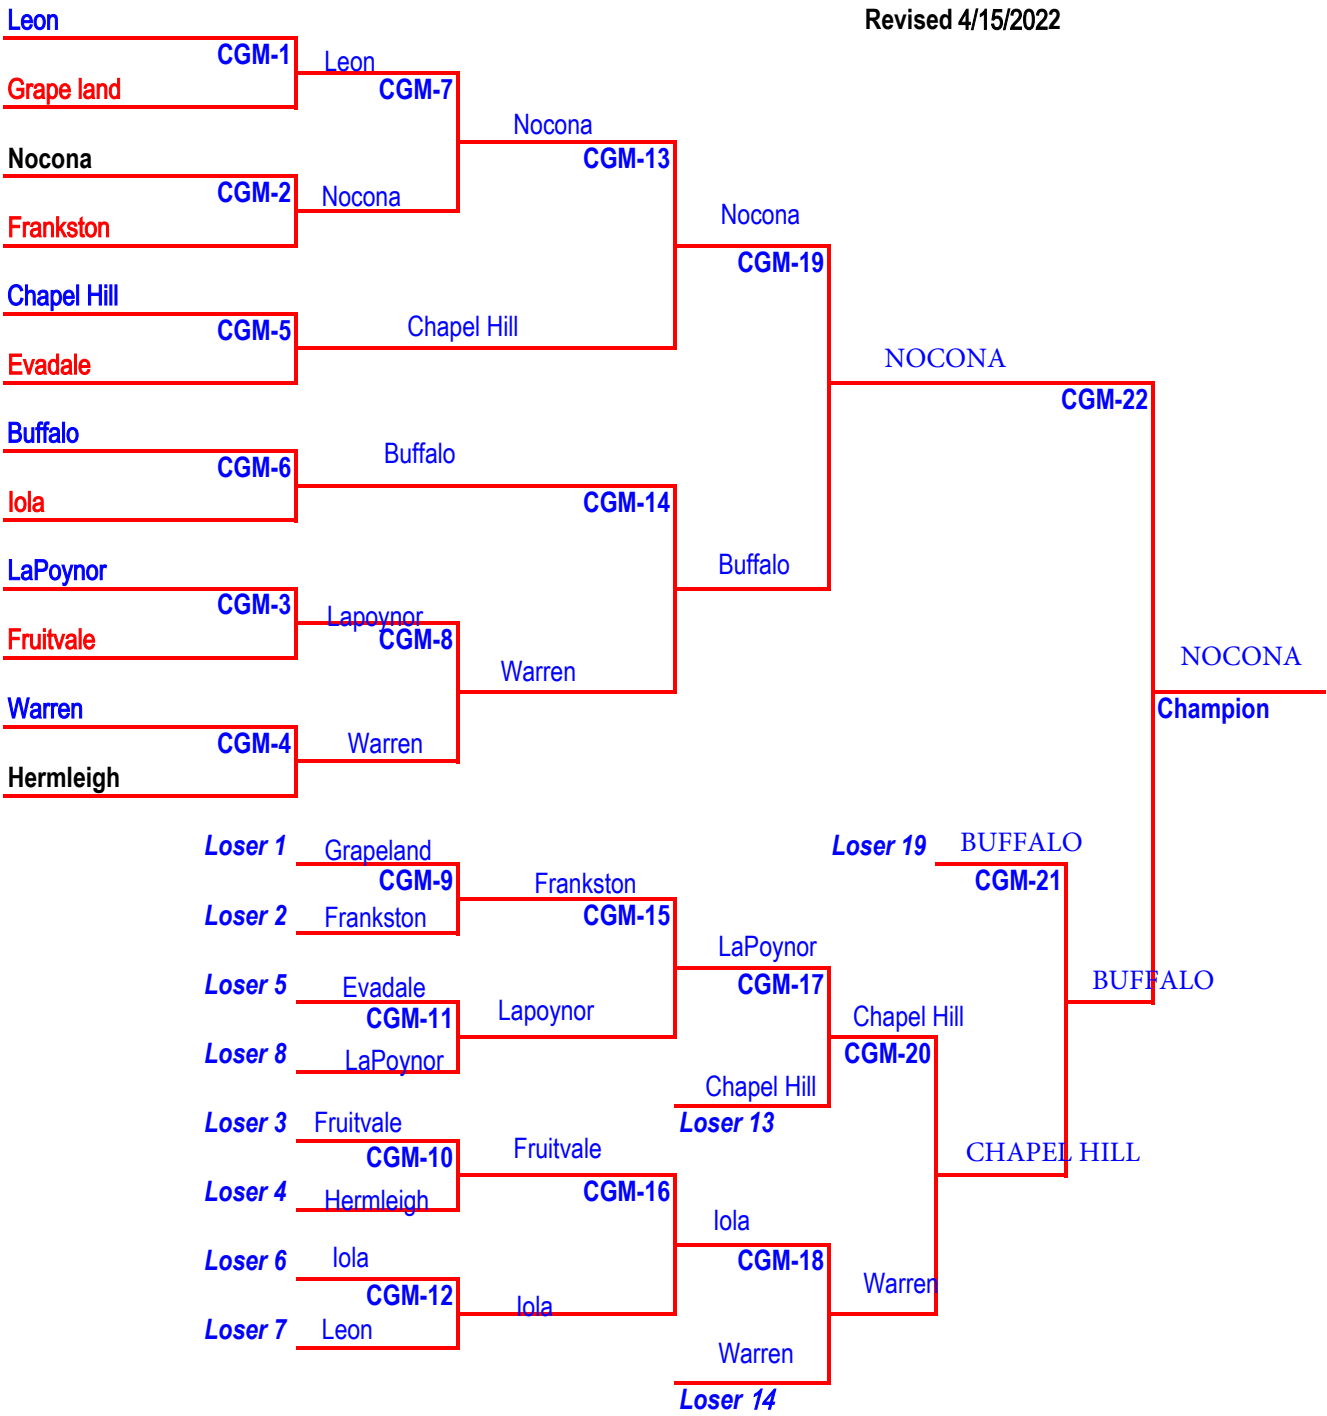 Leon
Revised 4/15/2022
CGM-1
Leon
Grape land
CGM-7
Nocona
Nocona
CGM-13
CGM-2
Nocona
Nocona
Frankston
CGM-19
Chapel Hill
CGM-5
Chapel Hill
Evadale
NOCONA
CGM-22
Buffalo
Buffalo
CGM-6
Iola
CGM-14
LaPoynor
Buffalo
CGM-3
Lapoynor
Fruitvale
CGM-8
Warren
NOCONA
Warren
Champion
CGM-4
Warren
Hermleigh
Loser 1
Grapeland
Loser 19
BUFFALO
CGM-9
Frankston
CGM-21
Loser 2
Frankston
CGM-15
LaPoynor
Loser 5
Evadale
CGM-17
BUFFALO
CGM-11
Lapoynor
Chapel Hill
Loser 8
LaPoynor
CGM-20
Chapel Hill
Loser 3
Fruitvale
Loser 13
CGM-10
Fruitvale
CHAPEL HILL
Loser 4
Hermleigh
CGM-16
Iola
Loser 6
Iola
CGM-18
CGM-12
Iola
Warren
Loser 7
Leon
Warren
Loser 14